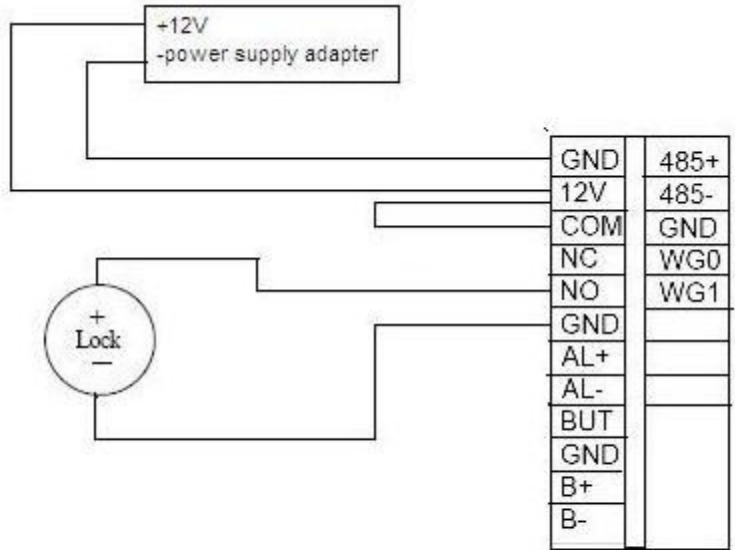 +12V
-power supply adapter
GND 485+
12V 485-
COM GND
NC WG0
NO WG1
GND
AL+
AL-
BUT
GND
B+
B-
+
Lock
—